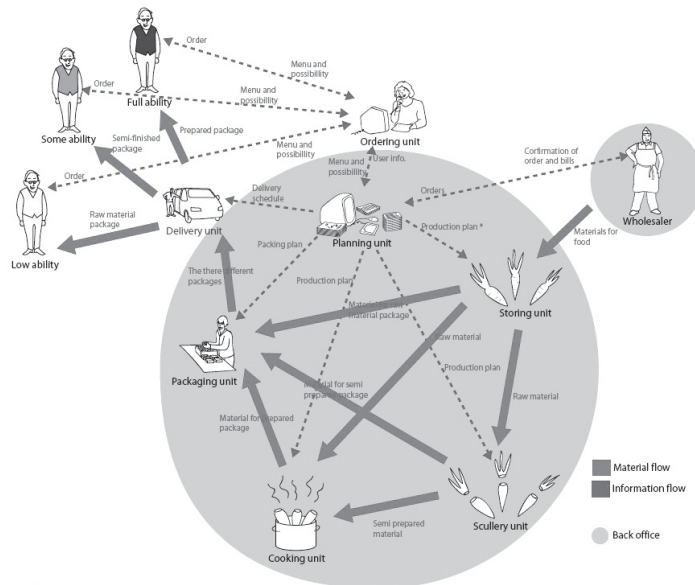 Order
Menu and
possibillity
Order
Full ability
Menu and
possibility
Some ability
Semi-finished
package
Prepared package
Ordering unit
Menu and
possibility
Order
Menu and
possibility
User info.
Confirmation of
order and bills
Delivery
schedule
Orders
Wholesaler
Raw material
package
Delivery unit
Planning unit
Production plan *
Materials for
food
Low ability
Packing plan
The there different
packages
Production plan
Storing unit
Material package
Raw material
Packaging unit
Production plan
Material for semi
prepared package
Raw material
Material for prepared
package
Material flow
Information flow
Semi prepared
material
Scullery unit
Back office
Cooking unit